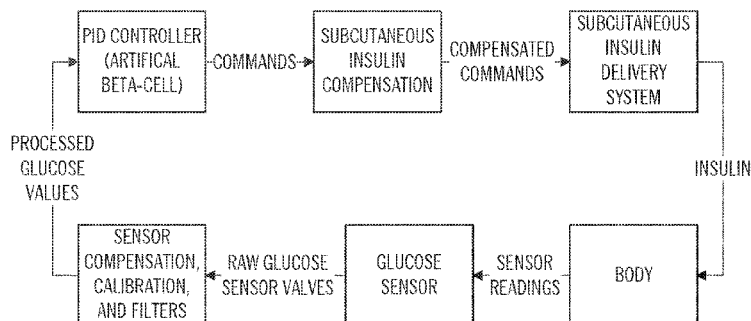 PID CONTROLLER
(ARTIFICAL
BETA-CELL)
COMMANDS
SUBCUTANEOUS
INSULIN
COMPENSATION
COMPENSATED
COMMANDS
SUBCUTANEOUS
INSULIN
DELIVERY
SYSTEM
PROCESSED
GLUCOSE
VALUES
INSULIN
SENSOR
COMPENSATION,
CALIBRATION,
AND FILTERS
RAW GLUCOSE
SENSOR VALVES
GLUCOSE
SENSOR
SENSOR
READINGS
BODY